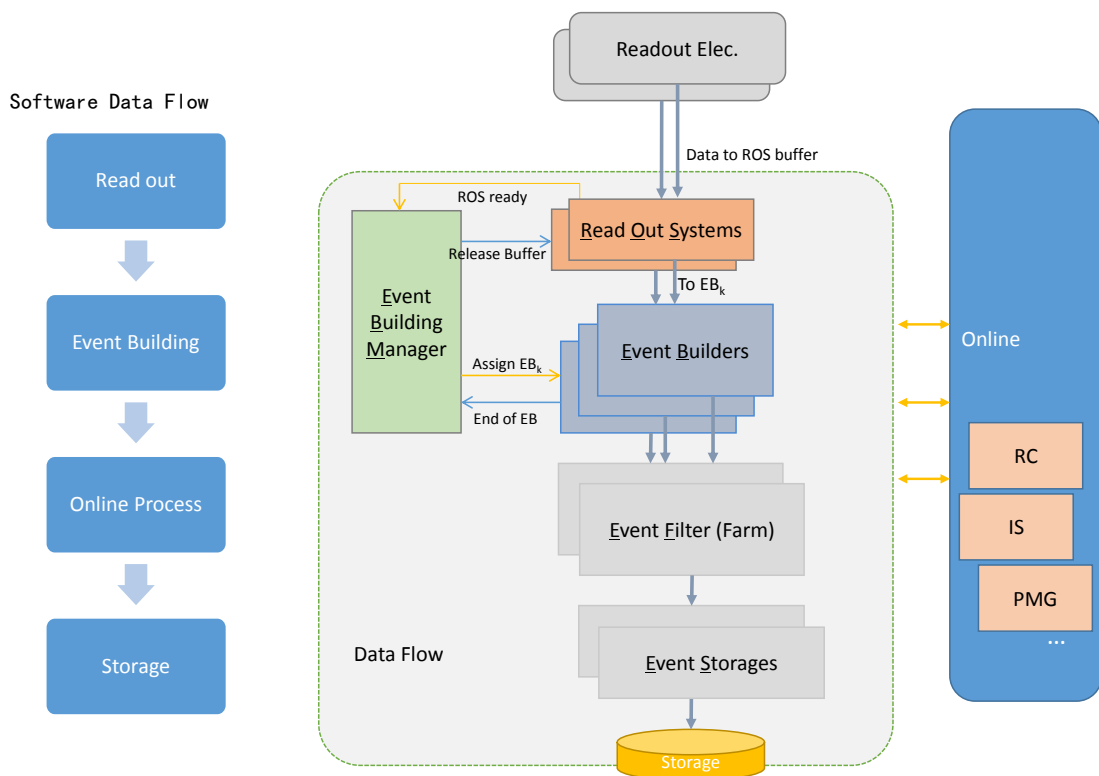 Software Data Flow
Read out
Event Building
Online Process
Storage
Readout Elec.
Data to ROS buffer
ROS ready
Read Out Systems
Release Buffer
To EBk
Event
Building
Manager
Event Builders
Assign EBk
End of EB
Event Filter (Farm)
Event Storages
Data Flow
Storage
Online
RC
IS
PMG
...